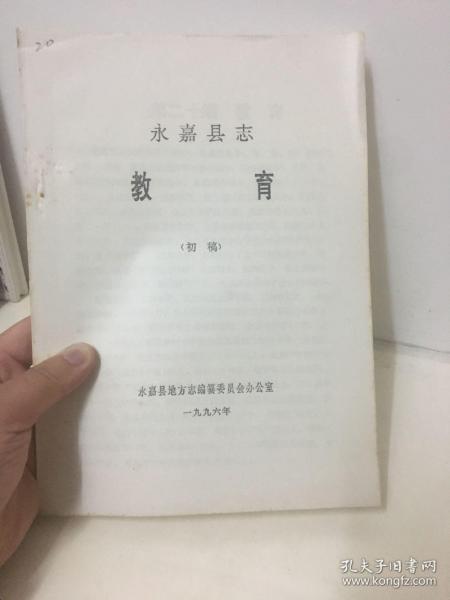 20
永嘉县志
教育
（初稿）
永嘉县地方志编纂委员会办公室
一九九六年
孔夫子旧书网
www.kongfz.com